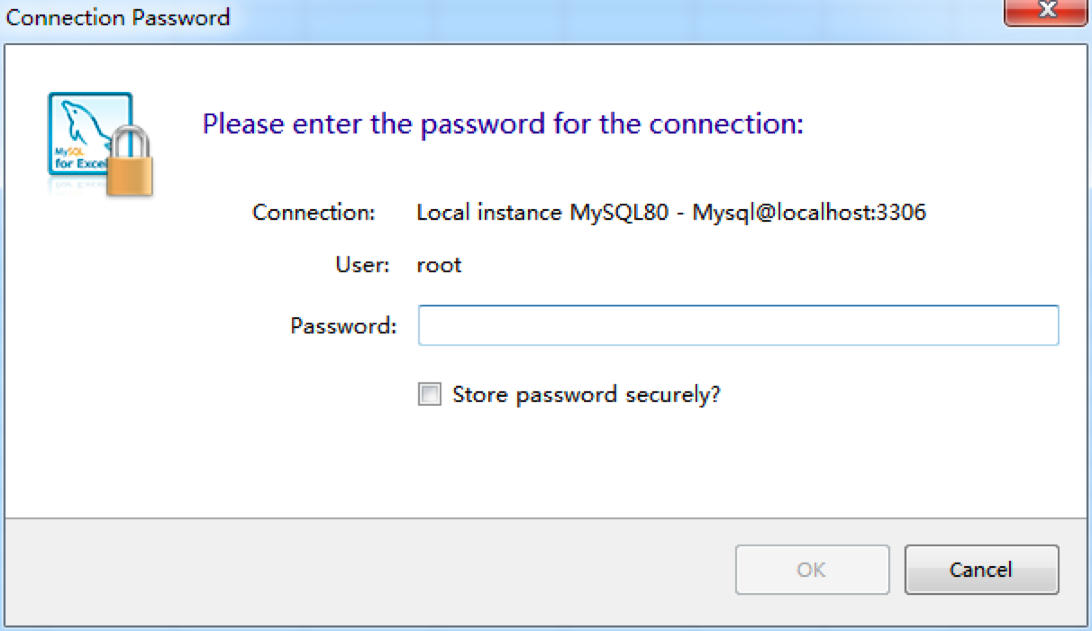 Connection Password
X
MySQL
for Excel
Please enter the password for the connection:
Connection: Local instance MySQL80 - Mysql@localhost:3306
User: root
Password:
Store password securely?
OK Cancel